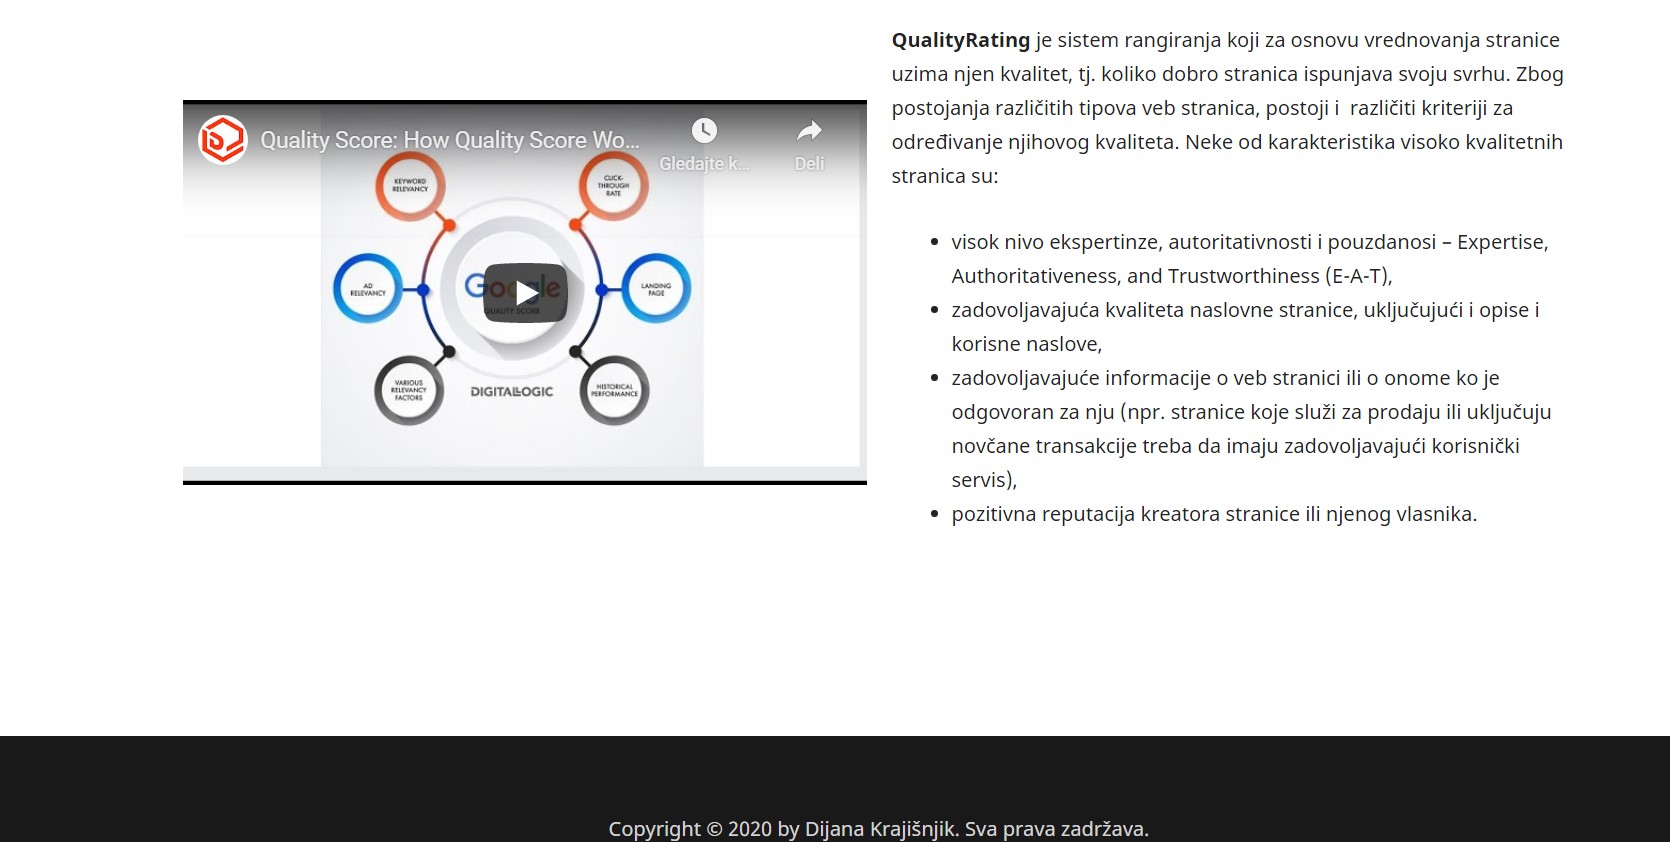 QualityRating je sistem rangiranja koji za osnovu vrednovanja stranice
uzima njen kvalitet, tj. koliko dobro stranica ispunjava svoju svrhu. Zbog
postojanja različitih tipova veb stranica, postoji i  različiti kriteriji za
određivanje njihovog kvaliteta. Neke od karakteristika visoko kvalitetnih
stranica su:
visok nivo ekspertinze, autoritativnosti i pouzdanosi – Expertise,
Authoritativeness, and Trustworthiness (E-A-T),
zadovoljavajuća kvaliteta naslovne stranice, uključujući i opise i
korisne naslove,
zadovoljavajuće informacije o veb stranici ili o onome ko je
odgovoran za nju (npr. stranice koje služi za prodaju ili uključuju
novčane transakcije treba da imaju zadovoljavajući korisnički
servis),
pozitivna reputacija kreatora stranice ili njenog vlasnika.
Quality Score: How Quality Score Wo...
Gledajte k...
Deli
KEYWORD
RELEVANCY
CLICK-
THROUGH
RATE
AD
RELEVANCY
Google
QUALITY SCORE
LANDING
PAGE
VARIOUS
RELEVANCY
FACTORS
DIGITALLOGIC
HISTORICAL
PERFORMANCE
Copyright © 2020 by Dijana Krajišnjik. Sva prava zadržava.